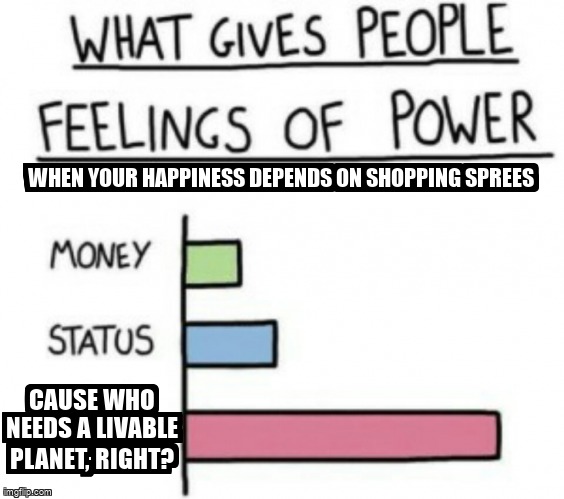 WHAT GIVES PEOPLE
FEELINGS OF POWER
WHEN YOUR HAPPINESS DEPENDS ON SHOPPING SPREES
MONEY
STATUS
CAUSE WHO
NEEDS A LIVABLE
PLANET, RIGHT?
imgflip.com